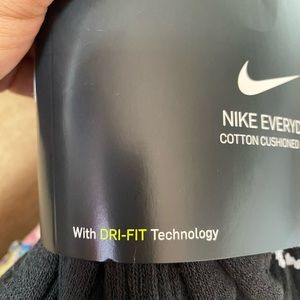 NIKE EVERYD
COTTON CUSHIONED
With DRI-FIT Technology